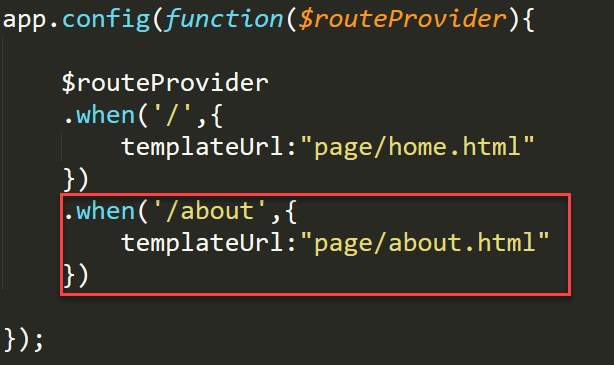 app.config(function($routeProvider){
$routeProvider
.when('/',{
templateUrl:"page/home.html"
})
.when('/about',{
templateUrl:"page/about.html"
})
});